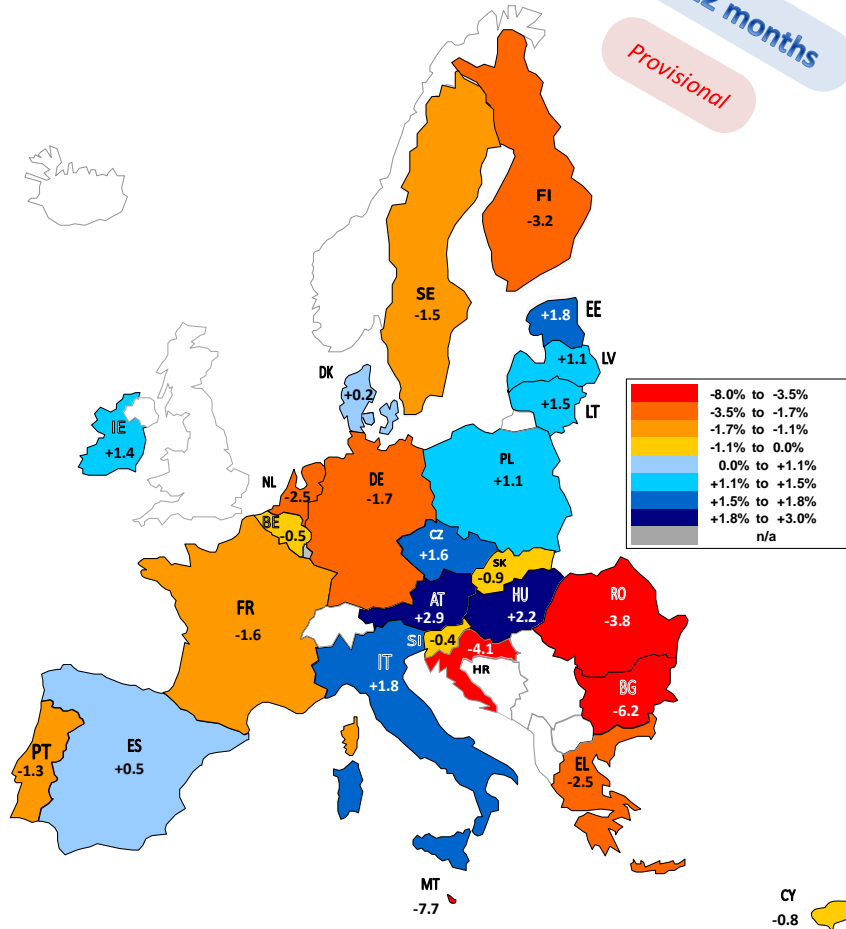 months
Provisional
FI
-3.2
SE
-1.5
+1.8
EE
+1.1
LV
+1.5
LT
DK
+0.2
IE
+1.4
NL
-2.5
DE
-1.7
PL
+1.1
BE
-0.5
CZ
+1.6
SK
-0.9
FR
-1.6
AT
+2.9
HU
+2.2
RO
-3.8
SI
-0.4
-4.1
HR
IT
+1.8
BG
-6.2
PT
-1.3
ES
+0.5
EL
-2.5
MT
-7.7
CY
-0.8
-8.0% to -3.5%
-3.5% to -1.7%
-1.7% to -1.1%
-1.1% to 0.0%
0.0% to +1.1%
+1.1% to +1.5%
+1.5% to +1.8%
+1.8% to +3.0%
n/a